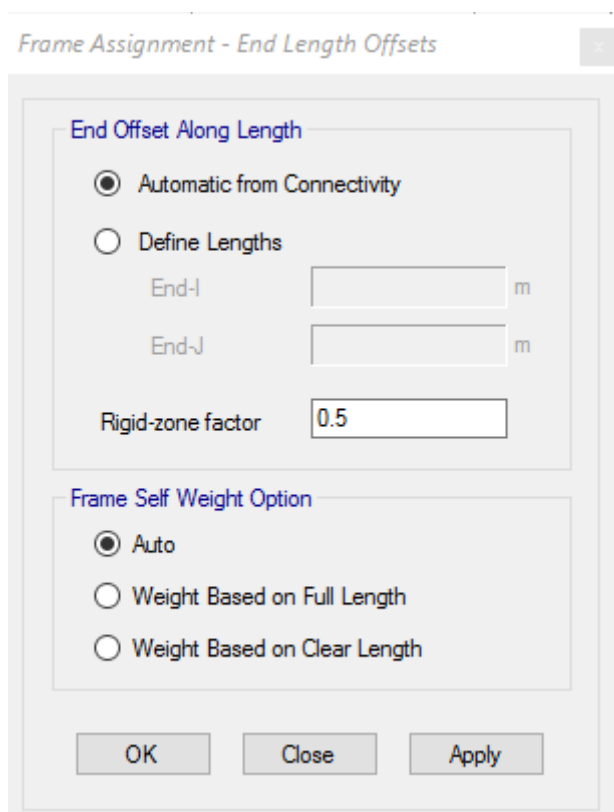 Frame Assignment - End Length Offsets
x
End Offset Along Length
Automatic from Connectivity
Define Lengths
End-I
m
End-J
m
Rigid-zone factor
0.5
Frame Self Weight Option
Auto
Weight Based on Full Length
Weight Based on Clear Length
OK
Close
Apply